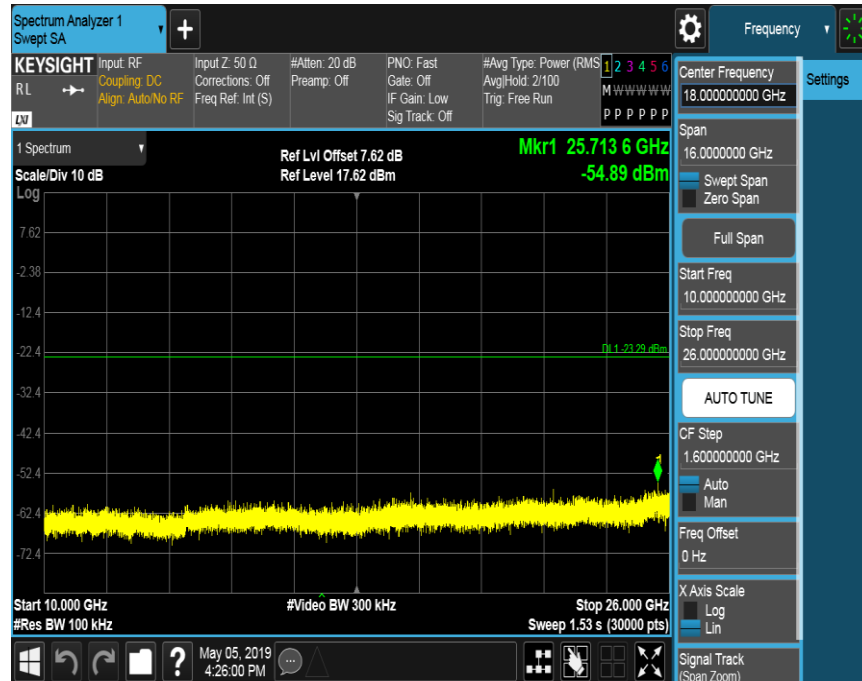 Spectrum Analyzer 1
Swept SA
Frequency
KEYSIGHT
RL
LXI
Input: RF
Coupling: DC
Align: Auto/No RF
Input Z: 50 Ω
Corrections: Off
Freq Ref: Int (S)
#Atten: 20 dB
Preamp: Off
PNO: Fast
Gate: Off
IF Gain: Low
Sig Track: Off
#Avg Type: Power (RMS
Avg|Hold: 2/100
Trig: Free Run
1 2 3 4 5 6
M W W W W W
P P P P P P
1 Spectrum
Scale/Div 10 dB
Log
Ref Lvl Offset 7.62 dB
Ref Level 17.62 dBm
Mkr1 25.713 6 GHz
-54.89 dBm
7.62
-2.38
-12.4
-22.4
DL1 -23.29 dBm
-32.4
-42.4
-52.4
1
-62.4
-72.4
Start 10.000 GHz
#Res BW 100 kHz
#Video BW 300 kHz
Stop 26.000 GHz
Sweep 1.53 s (30000 pts)
?
May 05, 2019
4:26:00 PM
Center Frequency
18.000000000 GHz
Span
16.0000000 GHz
Swept Span
Zero Span
Full Span
Start Freq
10.000000000 GHz
Stop Freq
26.000000000 GHz
AUTO TUNE
CF Step
1.600000000 GHz
Auto
Man
Freq Offset
0 Hz
X Axis Scale
Log
Lin
Signal Track
(Span Zoom)
Settings